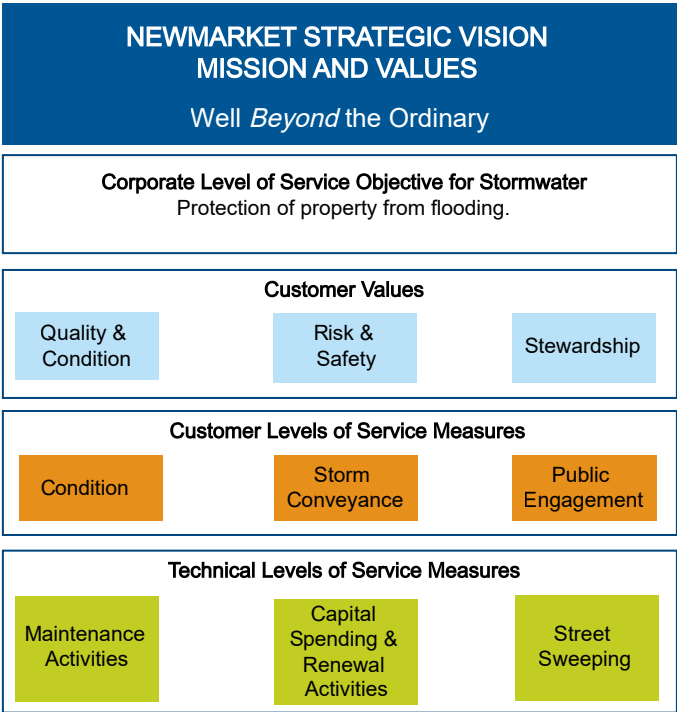 NEWMARKET STRATEGIC VISION
MISSION AND VALUES
Well Beyond the Ordinary
Corporate Level of Service Objective for Stormwater
Protection of property from flooding.
Customer Values
Quality &
Condition
Risk &
Safety
Stewardship
Customer Levels of Service Measures
Condition
Storm
Conveyance
Public
Engagement
Technical Levels of Service Measures
Maintenance
Activities
Capital
Spending &
Renewal
Activities
Street
Sweeping